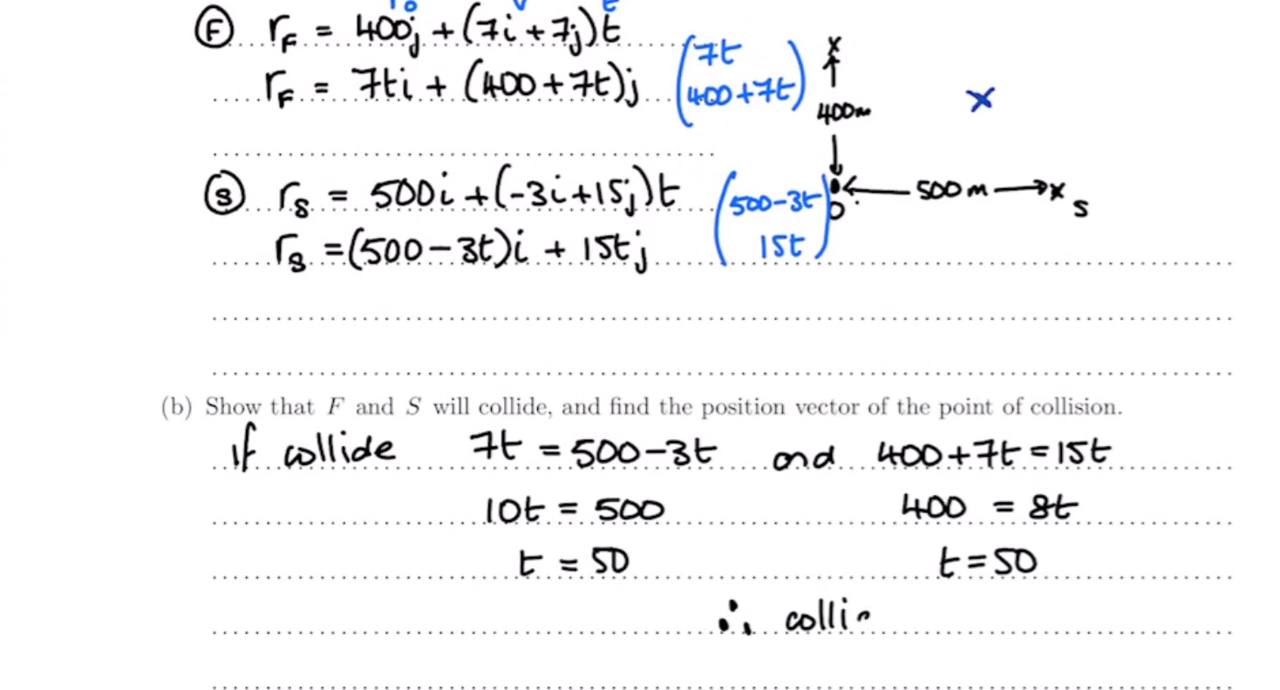 Ⓕ r_F = 400j + (7i + 7j)t
r_F = 7ti + (400 + 7t)j (7t
400 + 7t)
400m
Ⓢ r_S = 500i + (-3i + 15j)t (500 - 3t
15t)
O 500m S
r_S = (500 - 3t)i + 15tj
(b) Show that F and S will collide, and find the position vector of the point of collision.
if collide 7t = 500 - 3t and 400 + 7t = 15t
10t = 500 400 = 8t
t = 50 t = 50
∴ colli